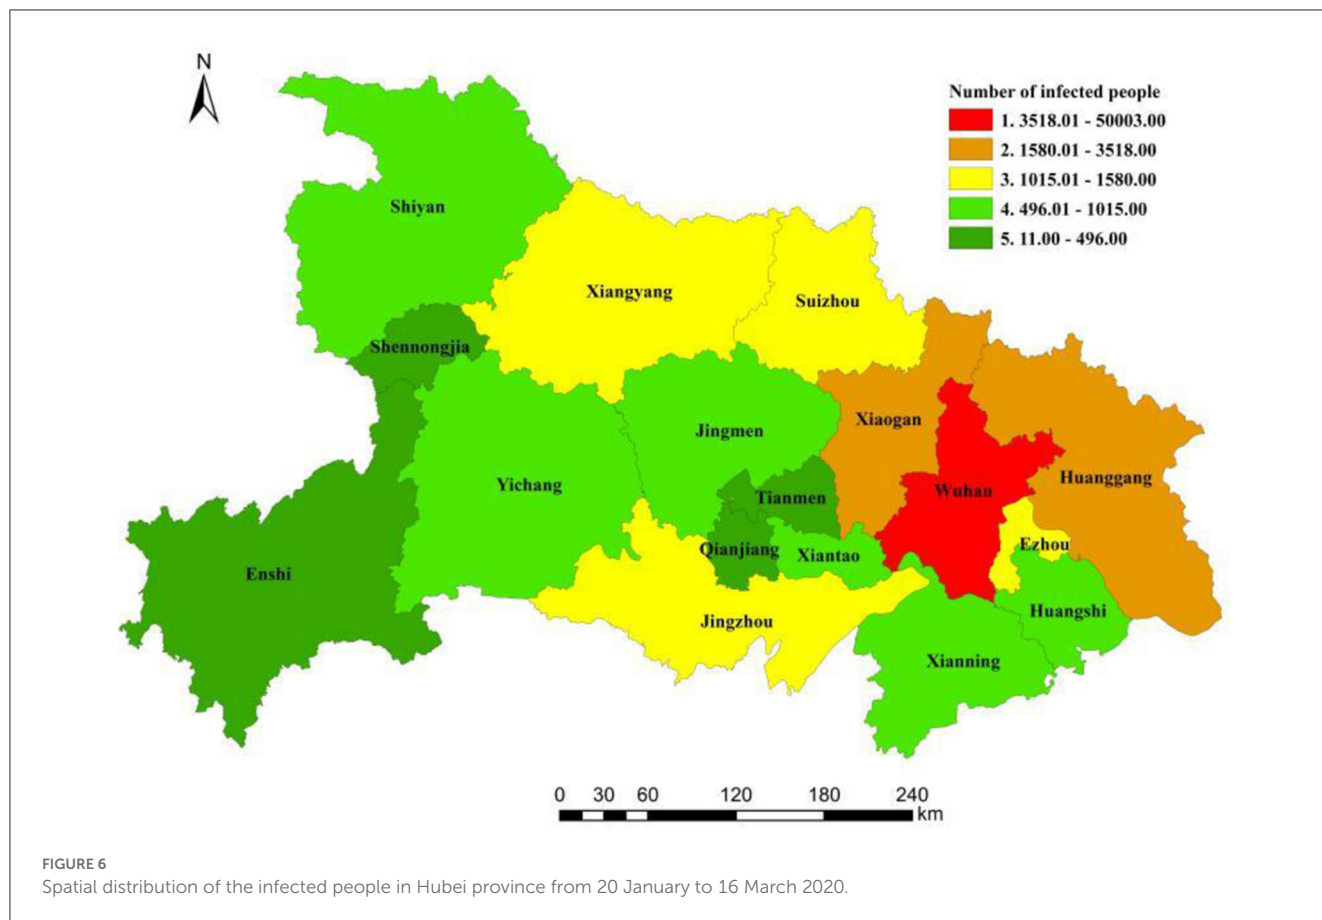 N
Number of infected people
1. 3518.01 - 50003.00
2. 1580.01 - 3518.00
3. 1015.01 - 1580.00
4. 496.01 - 1015.00
5. 11.00 - 496.00
Shiyan
Xiangyang
Suizhou
Shennongjia
Xiaogan
Jingmen
Huanggang
Yichang
Wuhan
Tianmen
Qianjiang
Xiantao
Ezhou
Enshi
Huangshi
Jingzhou
Xianning
0 30 60 120 180 240
km
FIGURE 6
Spatial distribution of the infected people in Hubei province from 20 January to 16 March 2020.